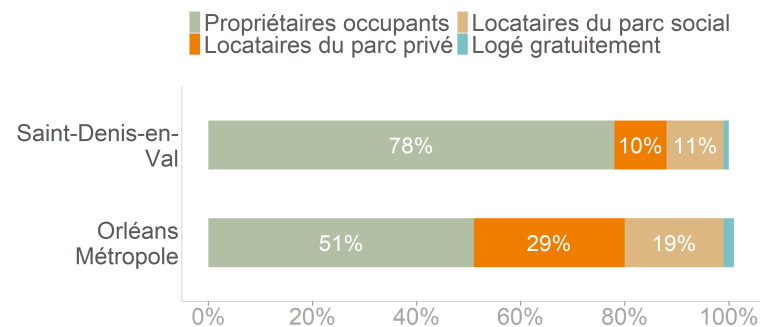 Propriétaires occupants Locataires du parc social
Locataires du parc privé Logé gratuitement
Saint-Denis-en-
Val
78% 10% 11%
Orléans
Métropole
51% 29% 19%
0% 20% 40% 60% 80% 100%